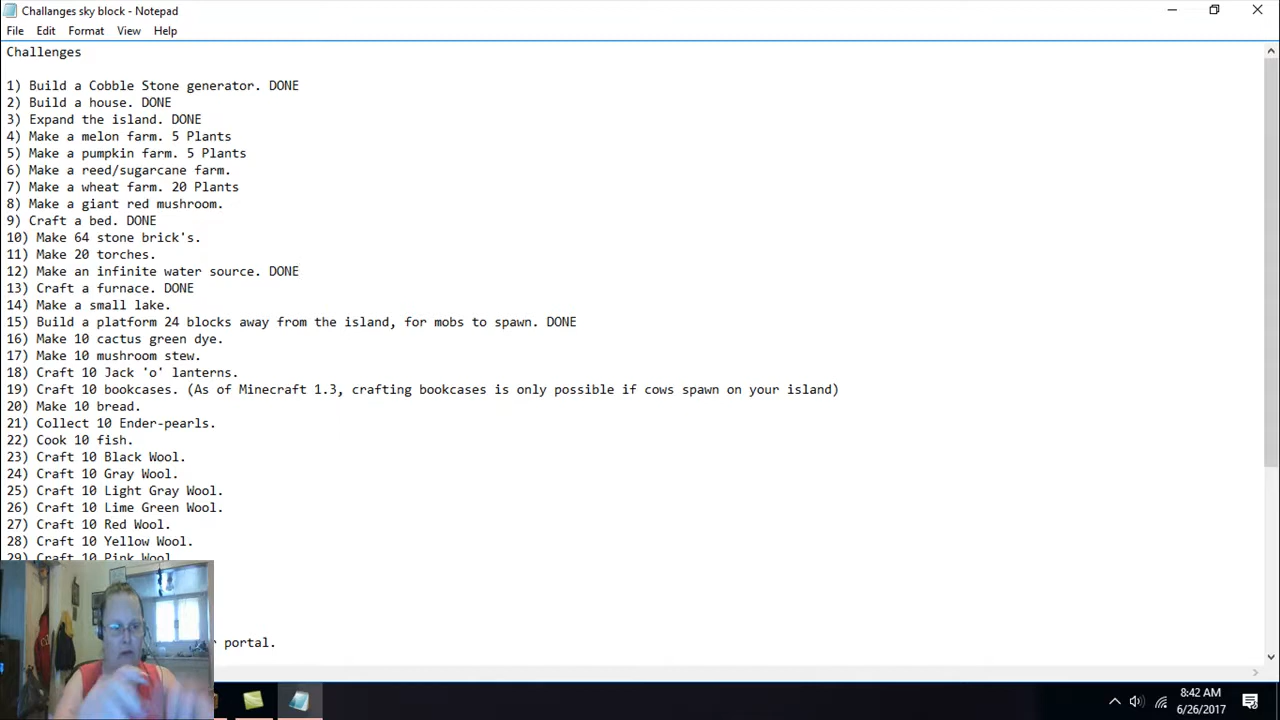 Challanges sky block - Notepad
File Edit Format View Help
Challenges
1) Build a Cobble Stone generator. DONE
2) Build a house. DONE
3) Expand the island. DONE
4) Make a melon farm. 5 Plants
5) Make a pumpkin farm. 5 Plants
6) Make a reed/sugarcane farm.
7) Make a wheat farm. 20 Plants
8) Make a giant red mushroom.
9) Craft a bed. DONE
10) Make 64 stone brick's.
11) Make 20 torches.
12) Make an infinite water source. DONE
13) Craft a furnace. DONE
14) Make a small lake.
15) Build a platform 24 blocks away from the island, for mobs to spawn. DONE
16) Make 10 cactus green dye.
17) Make 10 mushroom stew.
18) Craft 10 Jack 'o' lanterns.
19) Craft 10 bookcases. (As of Minecraft 1.3, crafting bookcases is only possible if cows spawn on your island)
20) Make 10 bread.
21) Collect 10 Ender-pearls.
22) Cook 10 fish.
23) Craft 10 Black Wool.
24) Craft 10 Gray Wool.
25) Craft 10 Light Gray Wool.
26) Craft 10 Lime Green Wool.
27) Craft 10 Red Wool.
28) Craft 10 Yellow Wool.
29) Craft 10 Pink Wool.
portal.
8:42 AM
6/26/2017